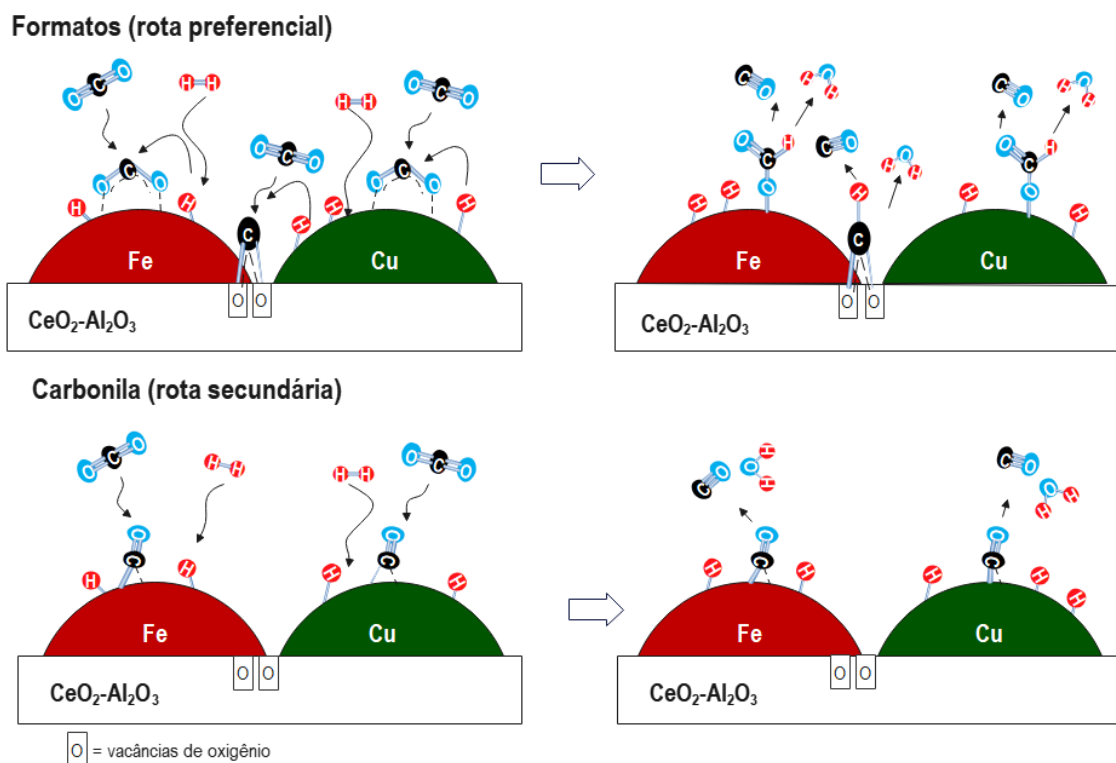 Formatos (rota preferencial)
O C O H H O C O H H O C O
O C O
O C O O C O
H H H H
C
Fe Cu
O O
CeO₂-Al₂O₃
C O O H H C O O H H
O C H O C H
C O O H H
O O
H H H H H
C
Fe Cu
O O
CeO₂-Al₂O₃
Carbonila (rota secundária)
O C O H H H H O C O
O O
C C
H H H H
Fe Cu
O O
CeO₂-Al₂O₃
C O O H H C O O H H
O O
C C
H H H H H
Fe Cu
O O
CeO₂-Al₂O₃
O = vacâncias de oxigênio